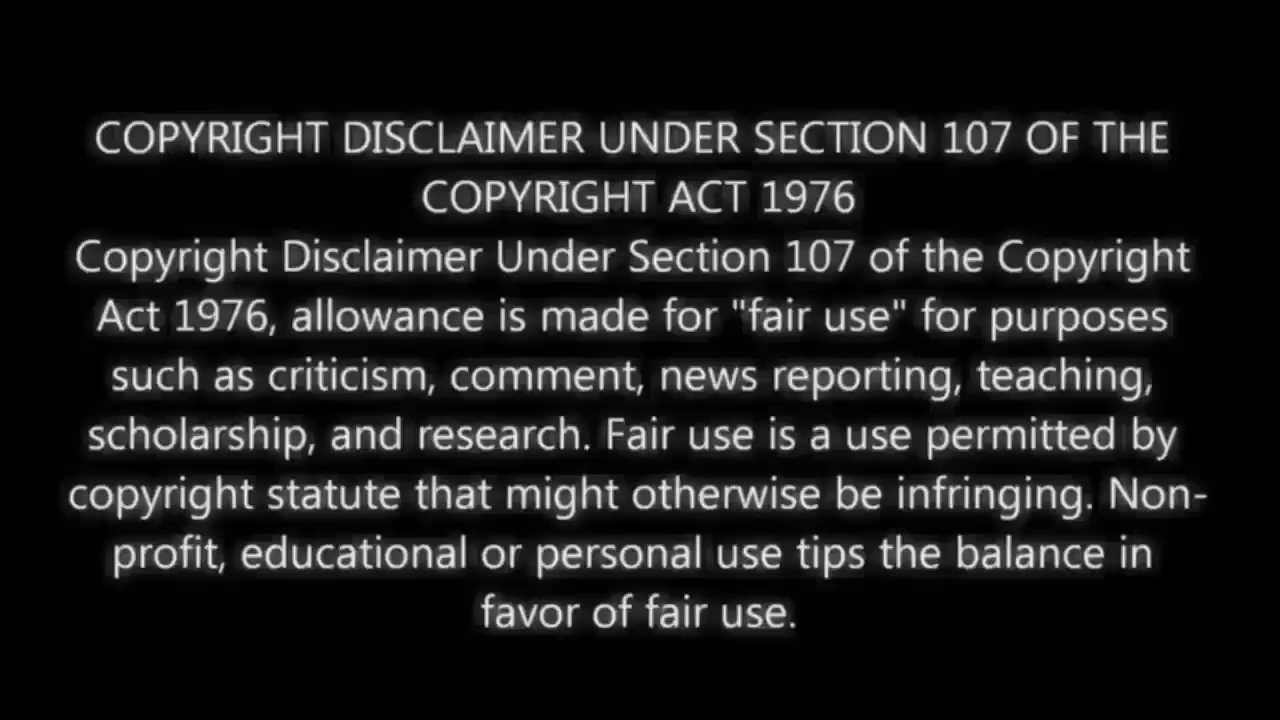 COPYRIGHT DISCLAIMER UNDER SECTION 107 OF THE
COPYRIGHT ACT 1976
Copyright Disclaimer Under Section 107 of the Copyright
Act 1976, allowance is made for "fair use" for purposes
such as criticism, comment, news reporting, teaching,
scholarship, and research. Fair use is a use permitted by
copyright statute that might otherwise be infringing. Non-
profit, educational or personal use tips the balance in
favor of fair use.